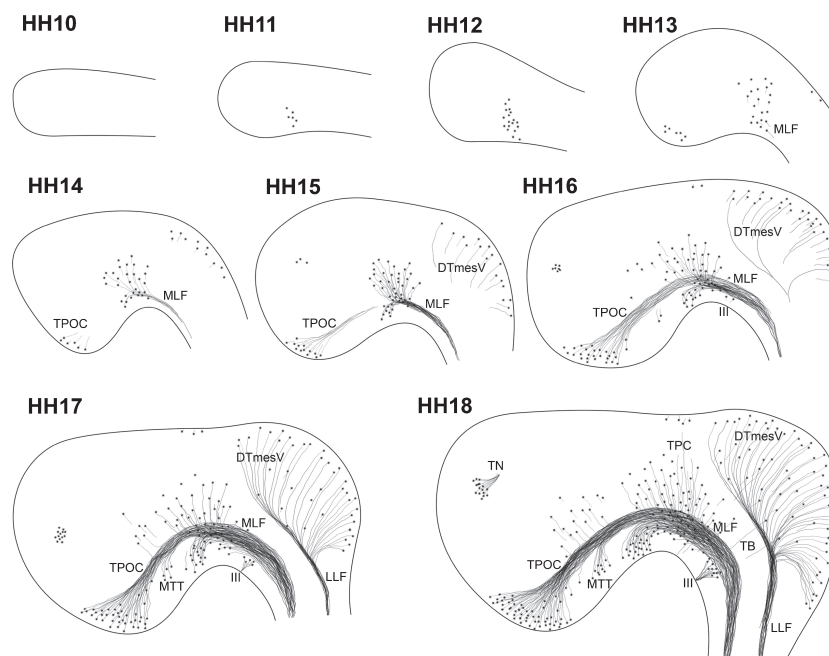 HH10
HH11
HH12
HH13
MLF
HH14
MLF
TPOC
HH15
DTmesV
MLF
TPOC
HH16
DTmesV
MLF
TPOC
III
HH17
DTmesV
MLF
TPOC
MTT
III
LLF
HH18
DTmesV
TPC
TN
MLF
TB
TPOC
MTT
III
LLF